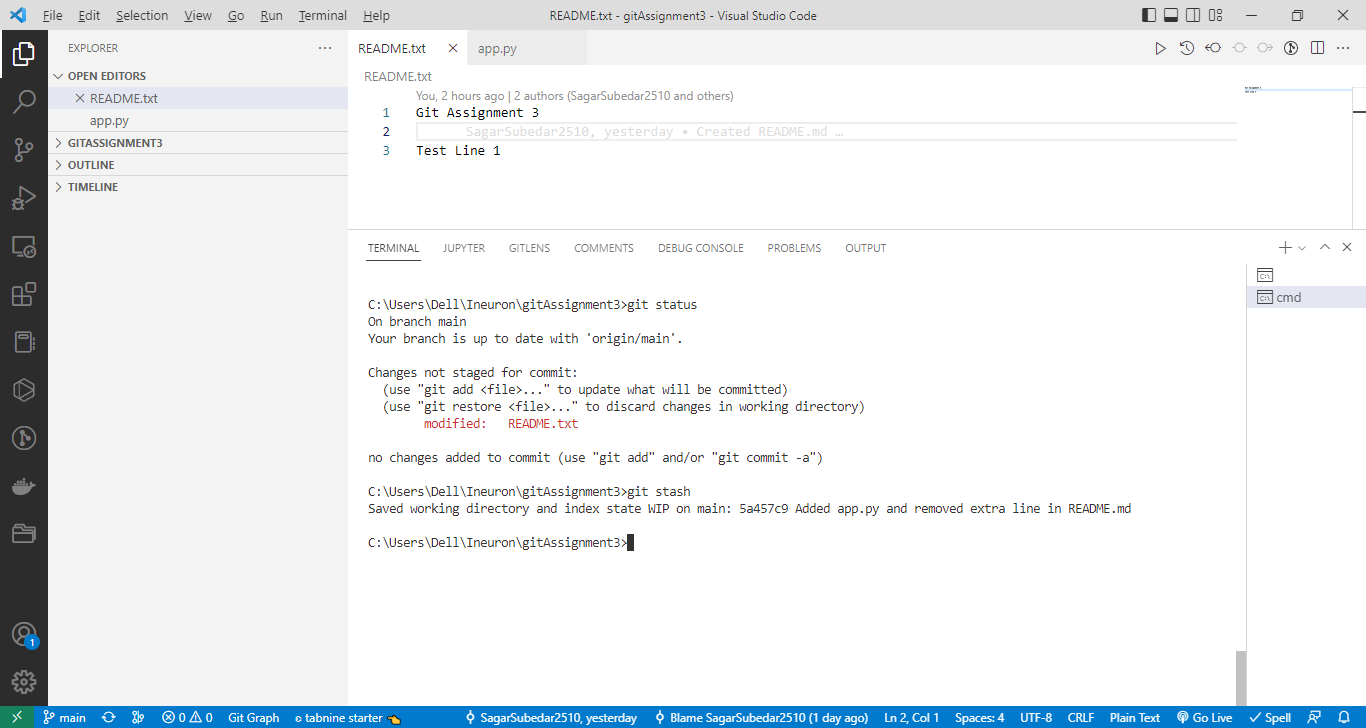 File Edit Selection View Go Run Terminal Help README.txt - gitAssignment3 - Visual Studio Code
EXPLORER
OPEN EDITORS
README.txt
app.py
GITASSIGNMENT3
OUTLINE
TIMELINE
README.txt app.py
README.txt
You, 2 hours ago | 2 authors (SagarSubedar2510 and others)
1 Git Assignment 3
2 SagarSubedar2510, yesterday • Created README.md …
3 Test Line 1
TERMINAL JUPYTER GITLENS COMMENTS DEBUG CONSOLE PROBLEMS OUTPUT
cmd
C:\Users\Dell\Ineuron\gitAssignment3>git status
On branch main
Your branch is up to date with 'origin/main'.
Changes not staged for commit:
(use "git add <file>..." to update what will be committed)
(use "git restore <file>..." to discard changes in working directory)
modified: README.txt
no changes added to commit (use "git add" and/or "git commit -a")
C:\Users\Dell\Ineuron\gitAssignment3>git stash
Saved working directory and index state WIP on main: 5a457c9 Added app.py and removed extra line in README.md
C:\Users\Dell\Ineuron\gitAssignment3>
1
main 0 0 Git Graph tabnine starter SagarSubedar2510, yesterday Blame SagarSubedar2510 (1 day ago) Ln 2, Col 1 Spaces: 4 UTF-8 CRLF Plain Text Go Live Spell